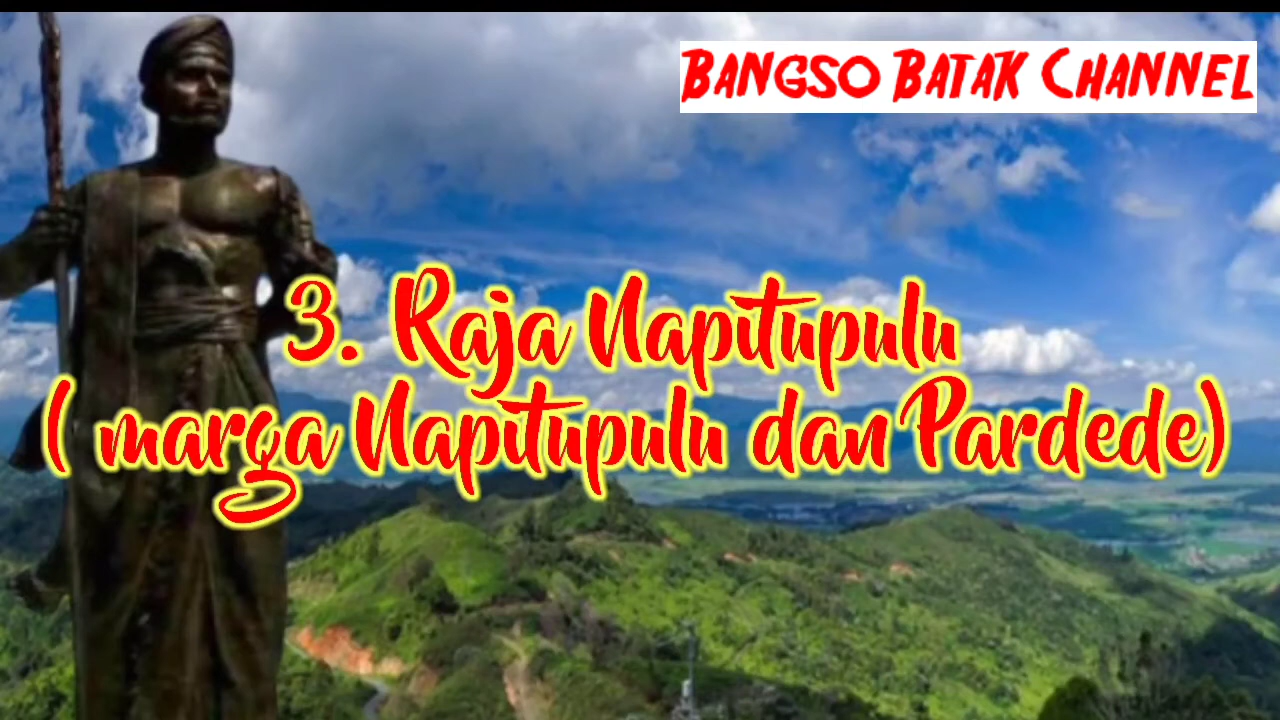 BANGSO BATAK CHANNEL
3. Raja Napitupulu
( marga Napitupulu dan Pardede)